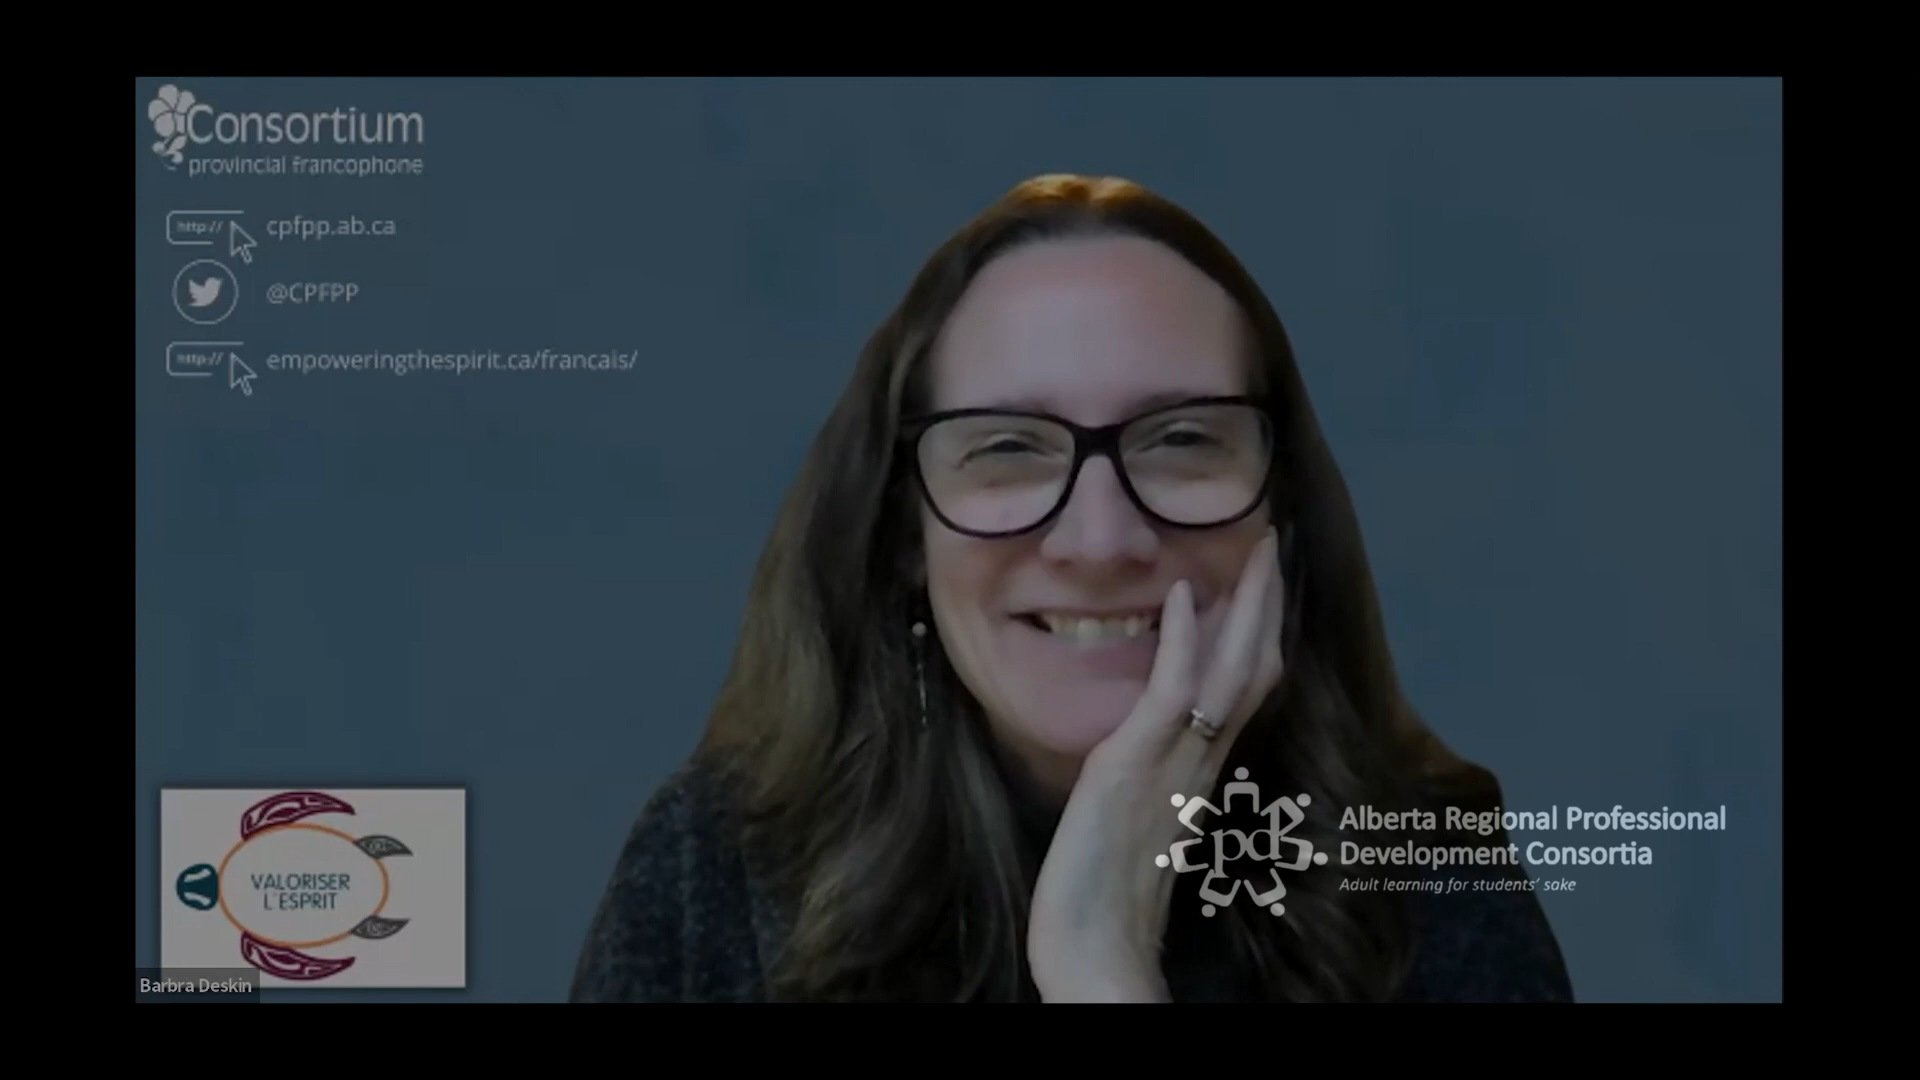 Consortium
provincial francophone
http://
cpfpp.ab.ca
@CPFPP
http://
empoweringthespirit.ca/francais/
VALORISER
L'ESPRIT
Barbra Deskin
pd
Alberta Regional Professional
Development Consortia
Adult learning for students' sake